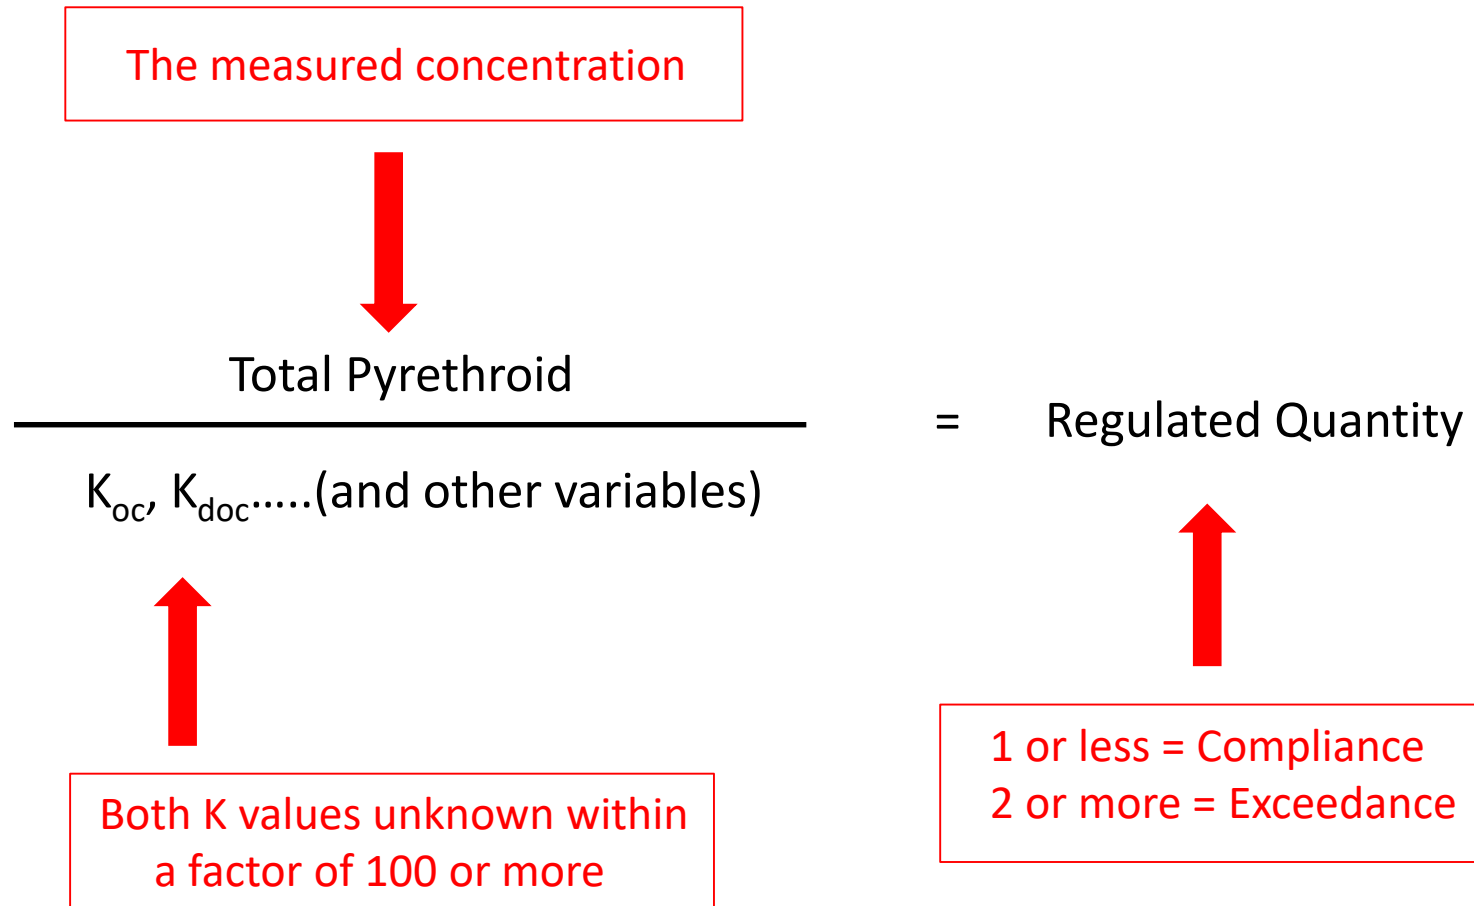 The measured concentration
Total Pyrethroid
= Regulated Quantity
Koc, Kdoc.....(and other variables)
1 or less = Compliance
2 or more = Exceedance
Both K values unknown within
a factor of 100 or more